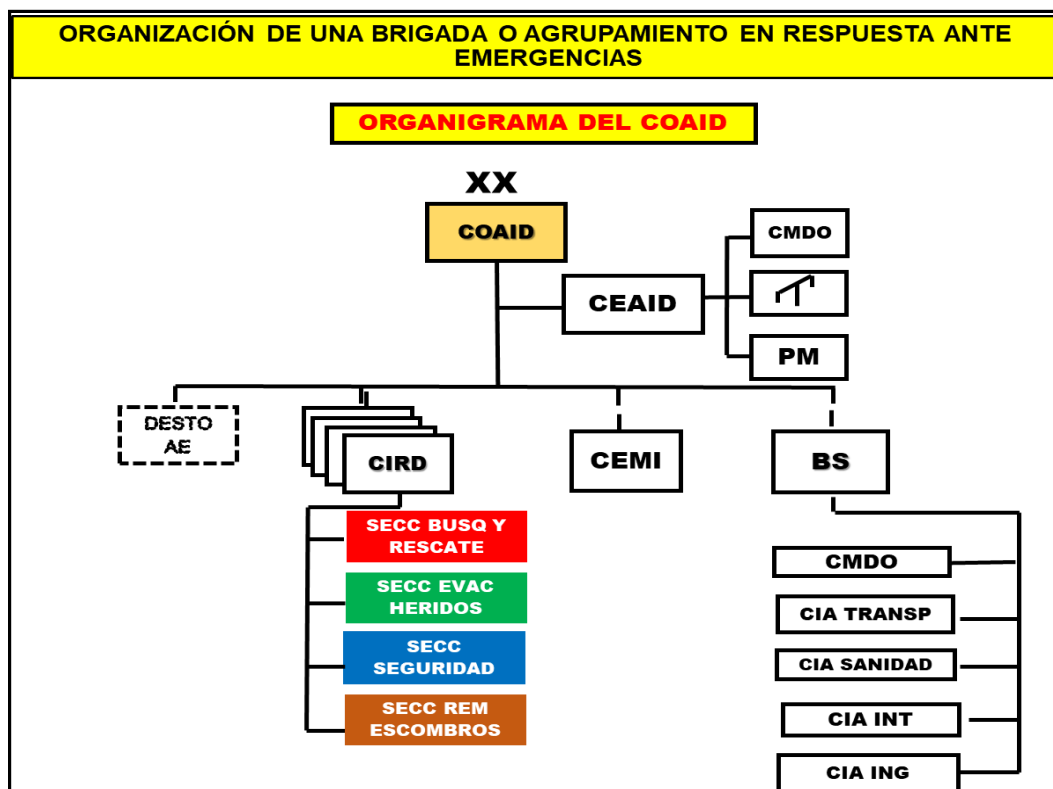 ORGANIZACIÓN DE UNA BRIGADA O AGRUPAMIENTO EN RESPUESTA ANTE
EMERGENCIAS
ORGANIGRAMA DEL COAID
XX
COAID
CMDO
CEAID
PM
DESTO
AE
CIRD
CEMI
BS
SECC BUSQ Y
RESCATE
SECC EVAC
HERIDOS
SECC
SEGURIDAD
SECC REM
ESCOMBROS
CMDO
CIA TRANSP
CIA SANIDAD
CIA INT
CIA ING